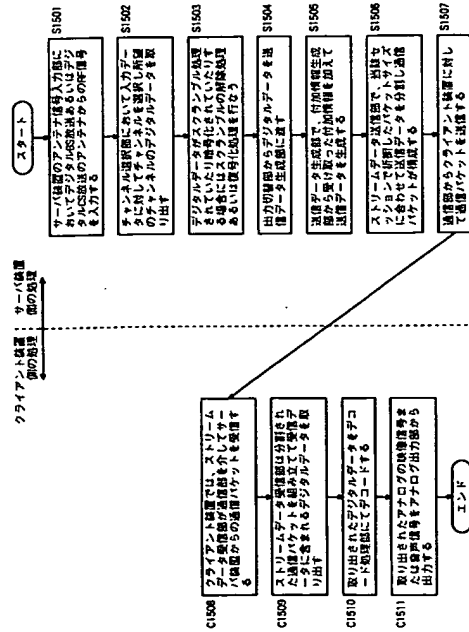 クライアント装置
側の処理
サーバ装置
側の処理
スタート
サーバ装置のアンテナ信号入力部に
おいてデジタルBS放送あるいはデジ
タルCS放送のアンテナからのRF信号
を入力する
S1501
チャンネル選択部において入力デー
タに対しチャンネルを選択し所望
のチャンネルのデジタルデータを取
り出す
S1502
デジタルデータがスクランブル処理
されていたり暗号化されていたりす
る場合にはスクランブルの解除処理
あるいは復号化処理を行なう
S1503
出力切替部からデジタルデータを送
信データ生成部に渡す
S1504
送信データ生成部で、付加情報生成
部から受け取った付加情報を加えて
送信データを生成する
S1505
ストリームデータ送信部で、当該セ
ッションで折衝したパケットサイズ
に合わせて送信データを分割し通信
パケットが構成する
S1506
通信部からクライアント装置に対し
て通信パケットを送信する
S1507
C1508
クライアント装置では、ストリーム
データ受信部が通信部を介してサー
バ装置からの通信パケットを受信す
る
C1509
ストリームデータ受信部は分割され
た通信パケットを組み立てて受信デ
ータに含まれるデジタルデータを取
り出す
C1510
取り出されたデジタルデータをデコ
ード処理部にてデコードする
C1511
取り出されたアナログの映像信号ま
たは音声信号をアナログ出力部から
出力する
エンド